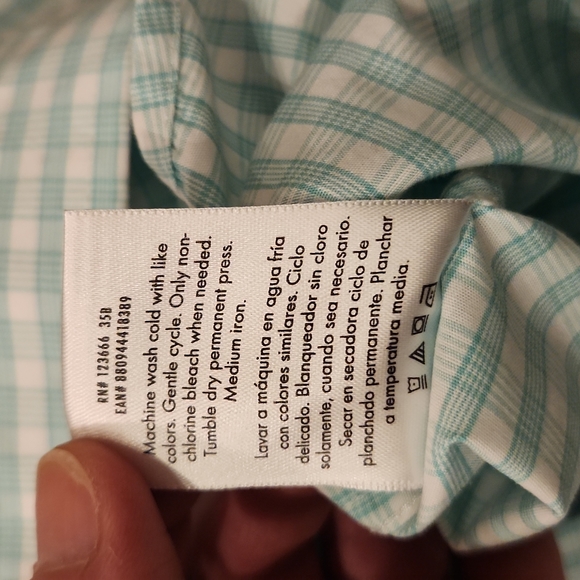 RN# 123666 35B
EAN# 880944418389
Machine wash cold with like
colors. Gentle cycle. Only non-
chlorine bleach when needed.
Tumble dry permanent press.
Medium iron.
Lavar a máquina en agua fría
con colores similares. Ciclo
delicado. Blanqueador sin cloro
solamente, cuando sea necesario.
Secar en secadora ciclo de
planchado permanente. Planchar
a temperatura media.